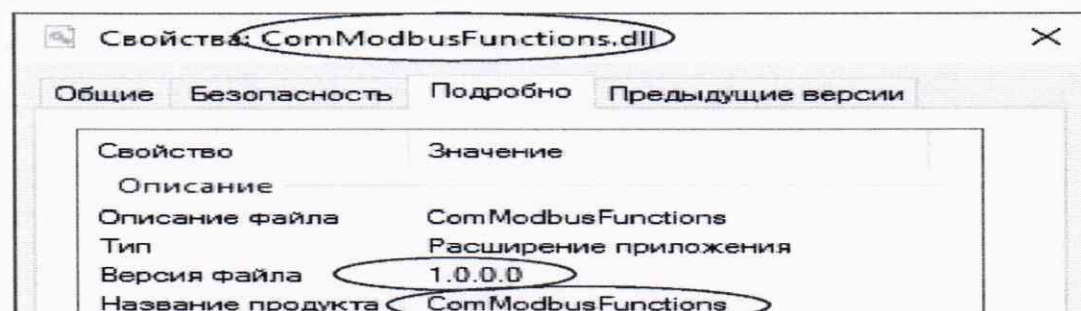 Свойства: ComModbusFunctions.dll
Общие Безопасность Подробно Предыдущие версии
Свойство Значение
Описание
Описание файла ComModbusFunctions
Тип Расширение приложения
Версия файла 1.0.0.0
Название продукта ComModbusFunctions